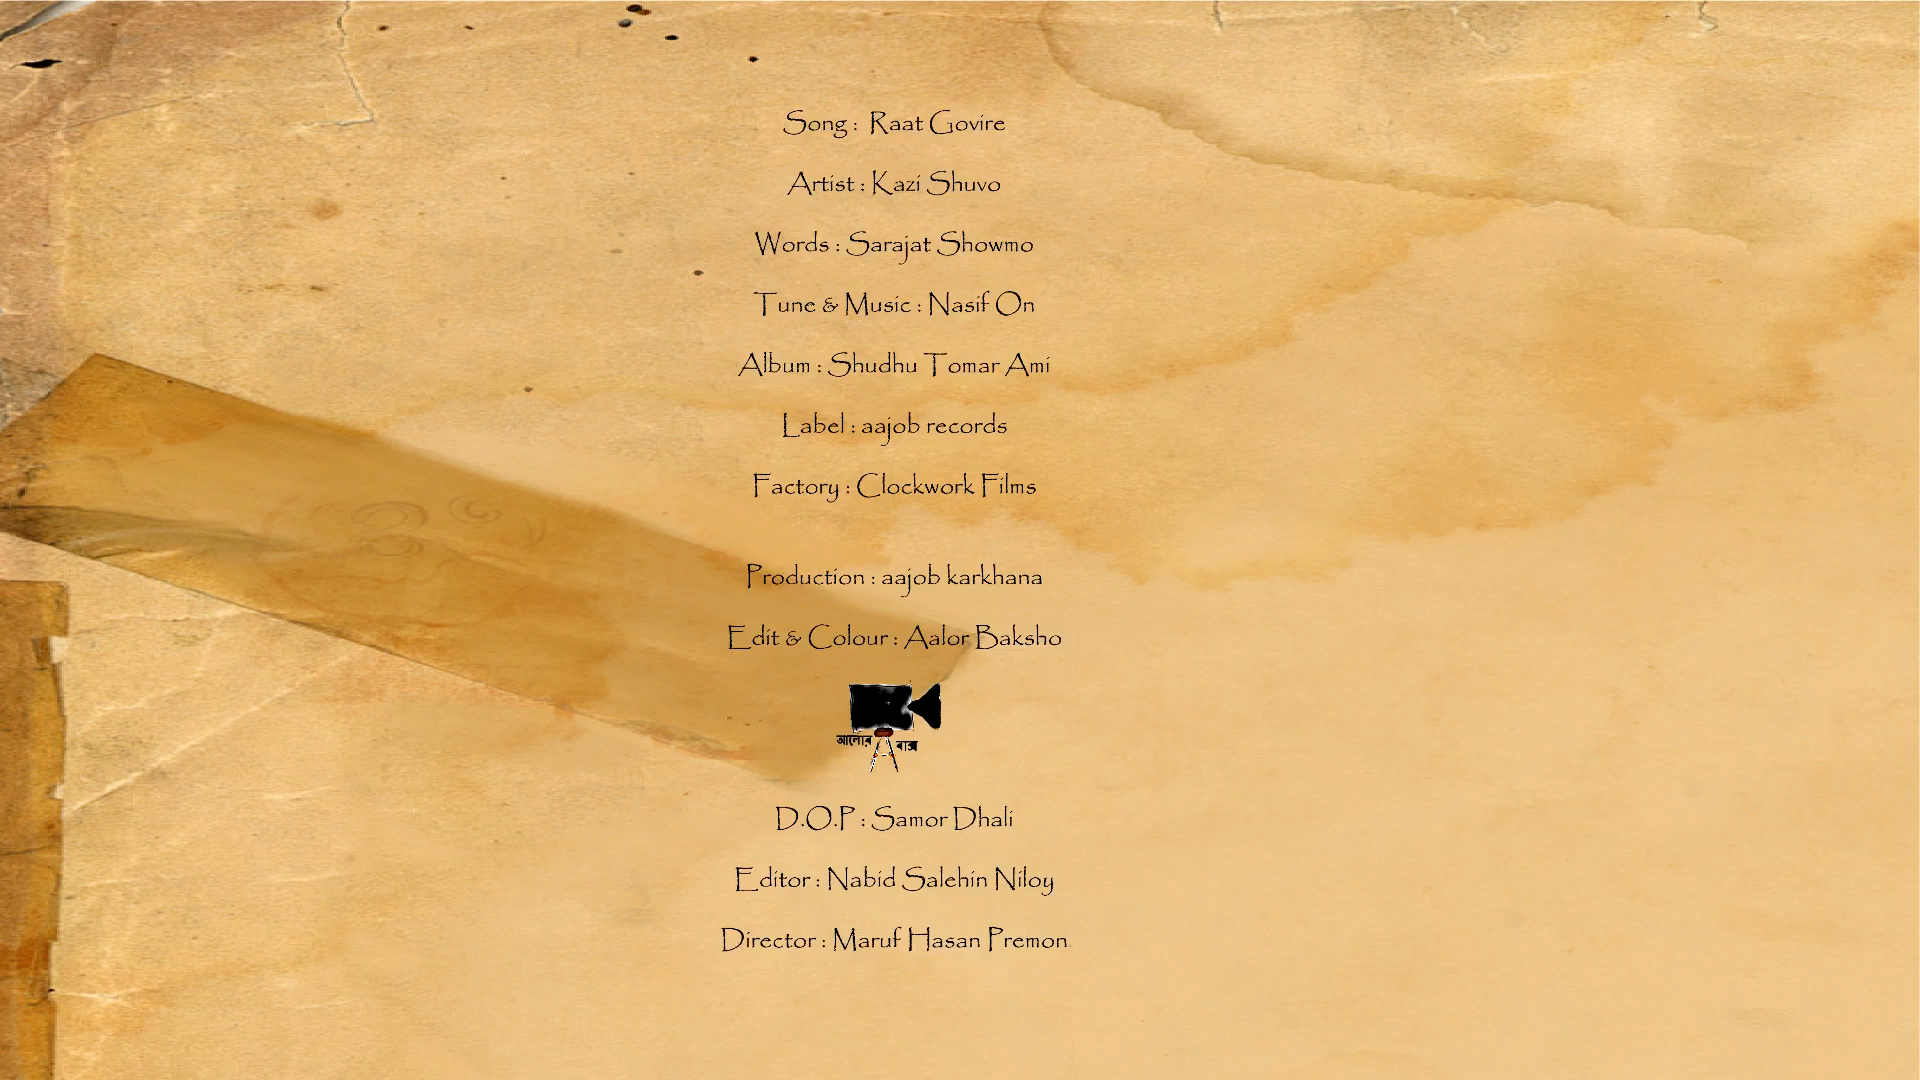 Song : Raat Govire
Artist : Kazi Shuvo
Words : Sarajat Showmo
Tune & Music : Nasif On
Album : Shudhu Tomar Ami
Label : aajob records
Factory : Clockwork Films
Production : aajob karkhana
Edit & Colour : Aalor Baksho
আলোর বাক্স
D.O.P : Samor Dhali
Editor : Nabid Salehin Niloy
Director : Maruf Hasan Premon